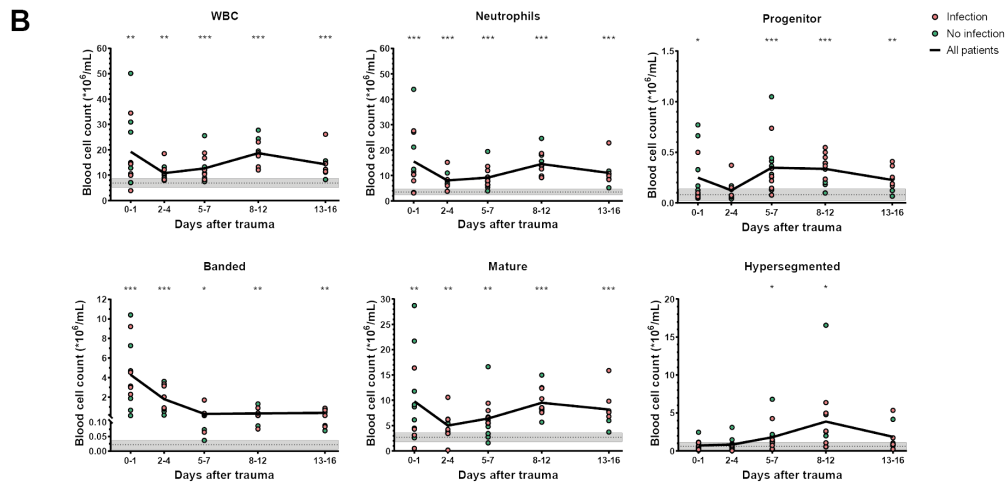 B
WBC
Neutrophils
Progenitor
Infection
No infection
All patients
** ** *** *** ***
*** *** *** *** ***
* *** *** **
Blood cell count (*10⁶/mL)
60
50
40
30
20
10
0
0-1 2-4 5-7 8-12 13-16
Days after trauma
Blood cell count (*10⁶/mL)
60
50
40
30
20
10
0
0-1 2-4 5-7 8-12 13-16
Days after trauma
Blood cell count (*10⁶/mL)
1.5
1.0
0.5
0.0
0-1 2-4 5-7 8-12 13-16
Days after trauma
Banded
Mature
Hypersegmented
*** *** * ** **
** ** ** *** ***
* *
Blood cell count (*10⁶/mL)
12
10
8
6
4
2
0.10
0.05
0.00
0-1 2-4 5-7 8-12 13-16
Days after trauma
Blood cell count (*10⁶/mL)
30
25
20
15
10
5
0
0-1 2-4 5-7 8-12 13-16
Days after trauma
Blood cell count (*10⁶/mL)
20
15
10
5
0
0-1 2-4 5-7 8-12 13-16
Days after trauma